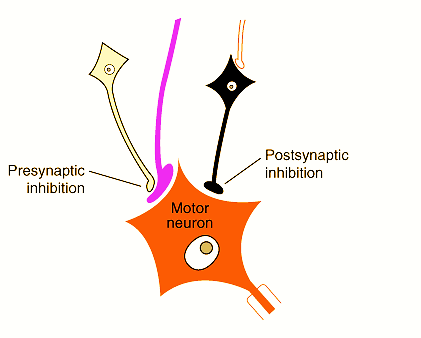 Presynaptic
inhibition
Postsynaptic
inhibition
Motor
neuron